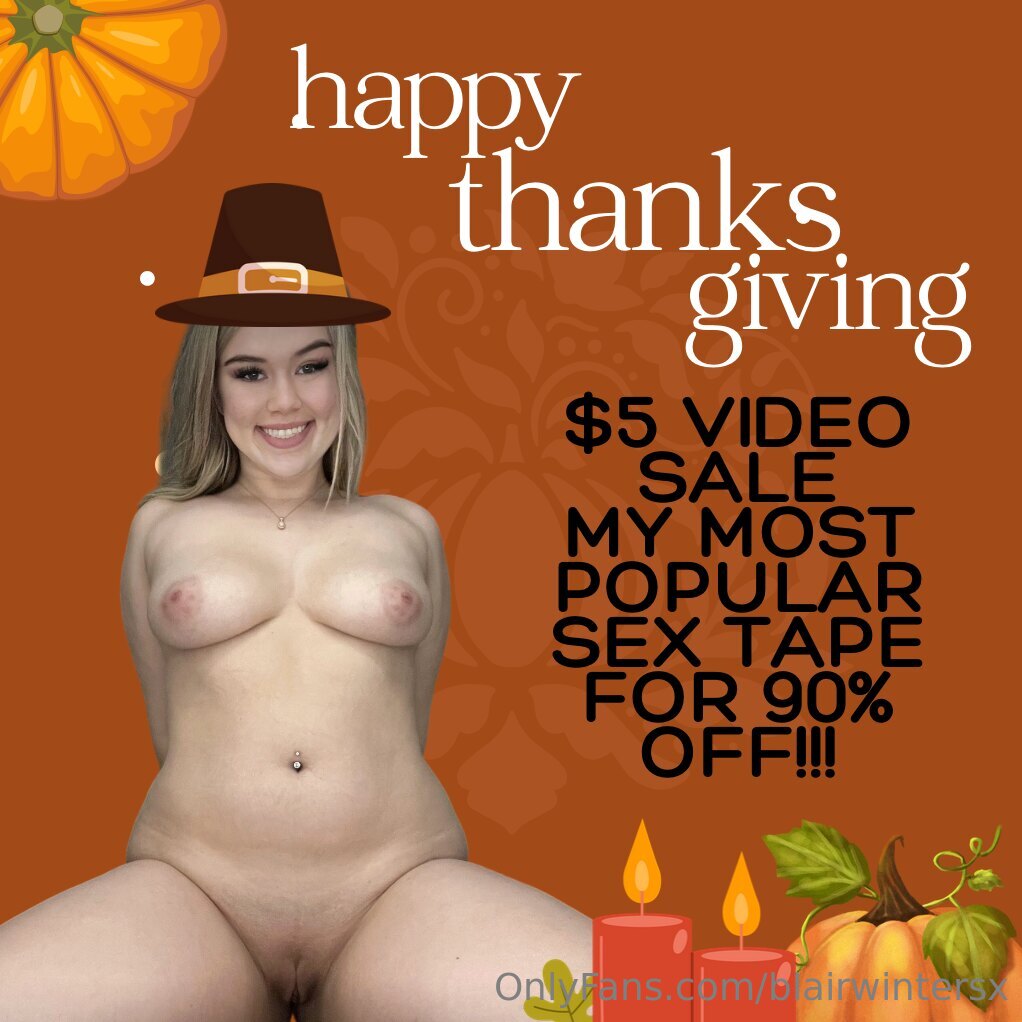 happy
thanks
giving
$5 VIDEO
SALE
MY MOST
POPULAR
SEX TAPE
FOR 90%
OFF!!!
OnlyFans.com/blairwintersx